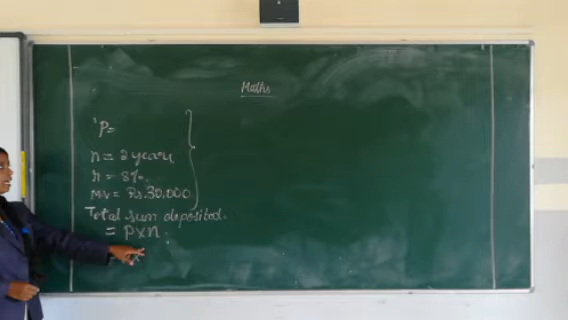 Maths
P=
n = 2 years
r = 8%.
MV = Rs.30,000
Total sum deposited.
= P×n.